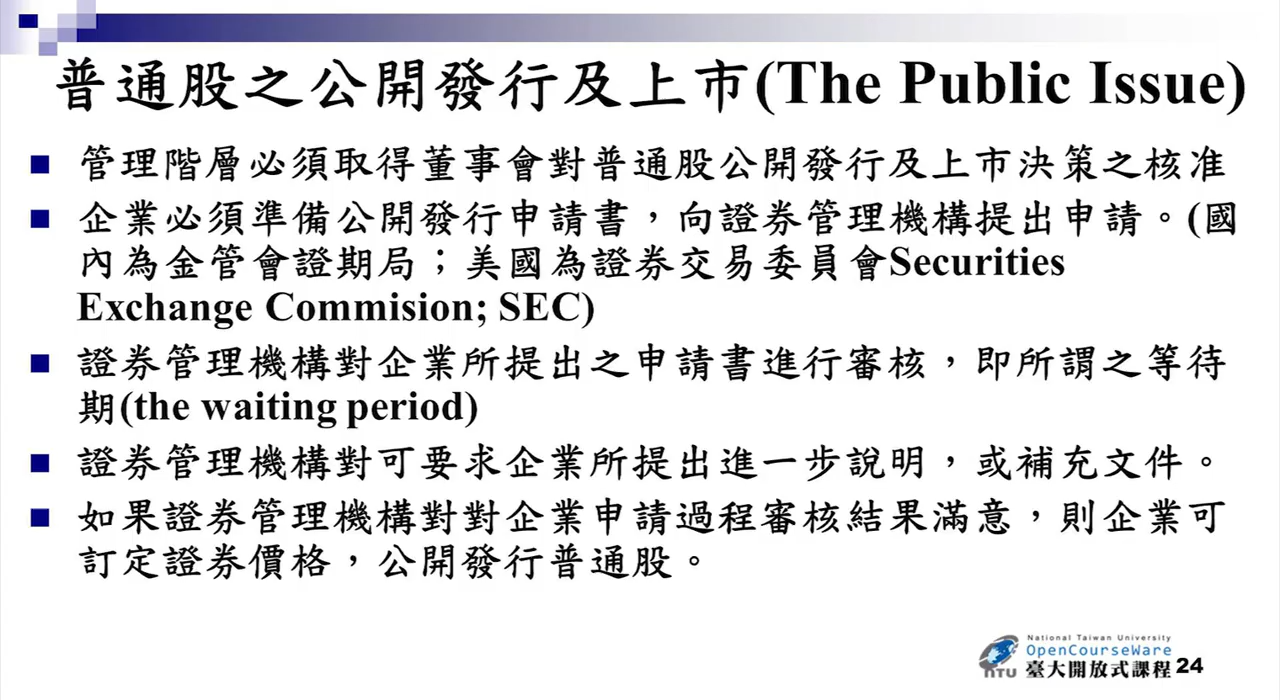 普通股之公開發行及上市(The Public Issue)
管理階層必須取得董事會對普通股公開發行及上市決策之核准
企業必須準備公開發行申請書，向證券管理機構提出申請。(國
內為金管會證期局；美國為證券交易委員會Securities
Exchange Commision; SEC)
證券管理機構對企業所提出之申請書進行審核，即所謂之等待
期(the waiting period)
證券管理機構對可要求企業所提出進一步說明，或補充文件。
如果證券管理機構對對企業申請過程審核結果滿意，則企業可
訂定證券價格，公開發行普通股。
National Taiwan University
OpenCourseWare
NTU 臺大開放式課程 24